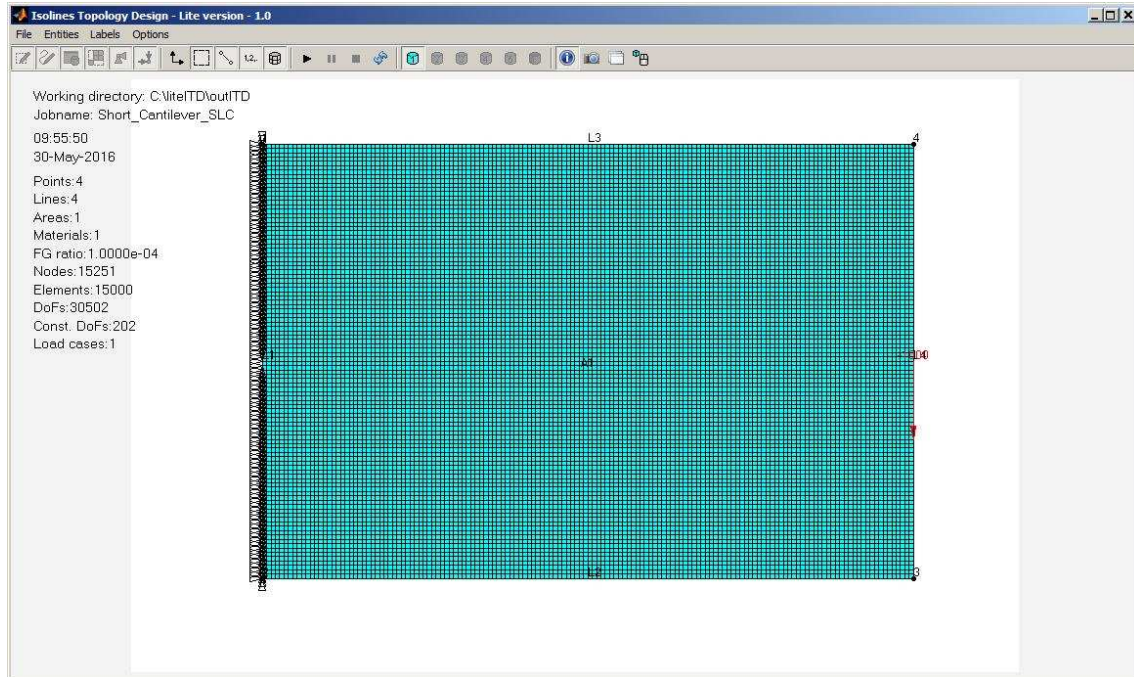 Isolines Topology Design - Lite version - 1.0
File Entities Labels Options
1,2,.
Working directory: C:\liteITD\outITD
Jobname: Short_Cantilever_SLC
09:55:50
30-May-2016
Points:4
Lines:4
Areas:1
Materials:1
FG ratio:1.0000e-04
Nodes:15251
Elements:15000
DoFs:30502
Const. DoFs:202
Load cases:1
L3
4
A1
L2
3